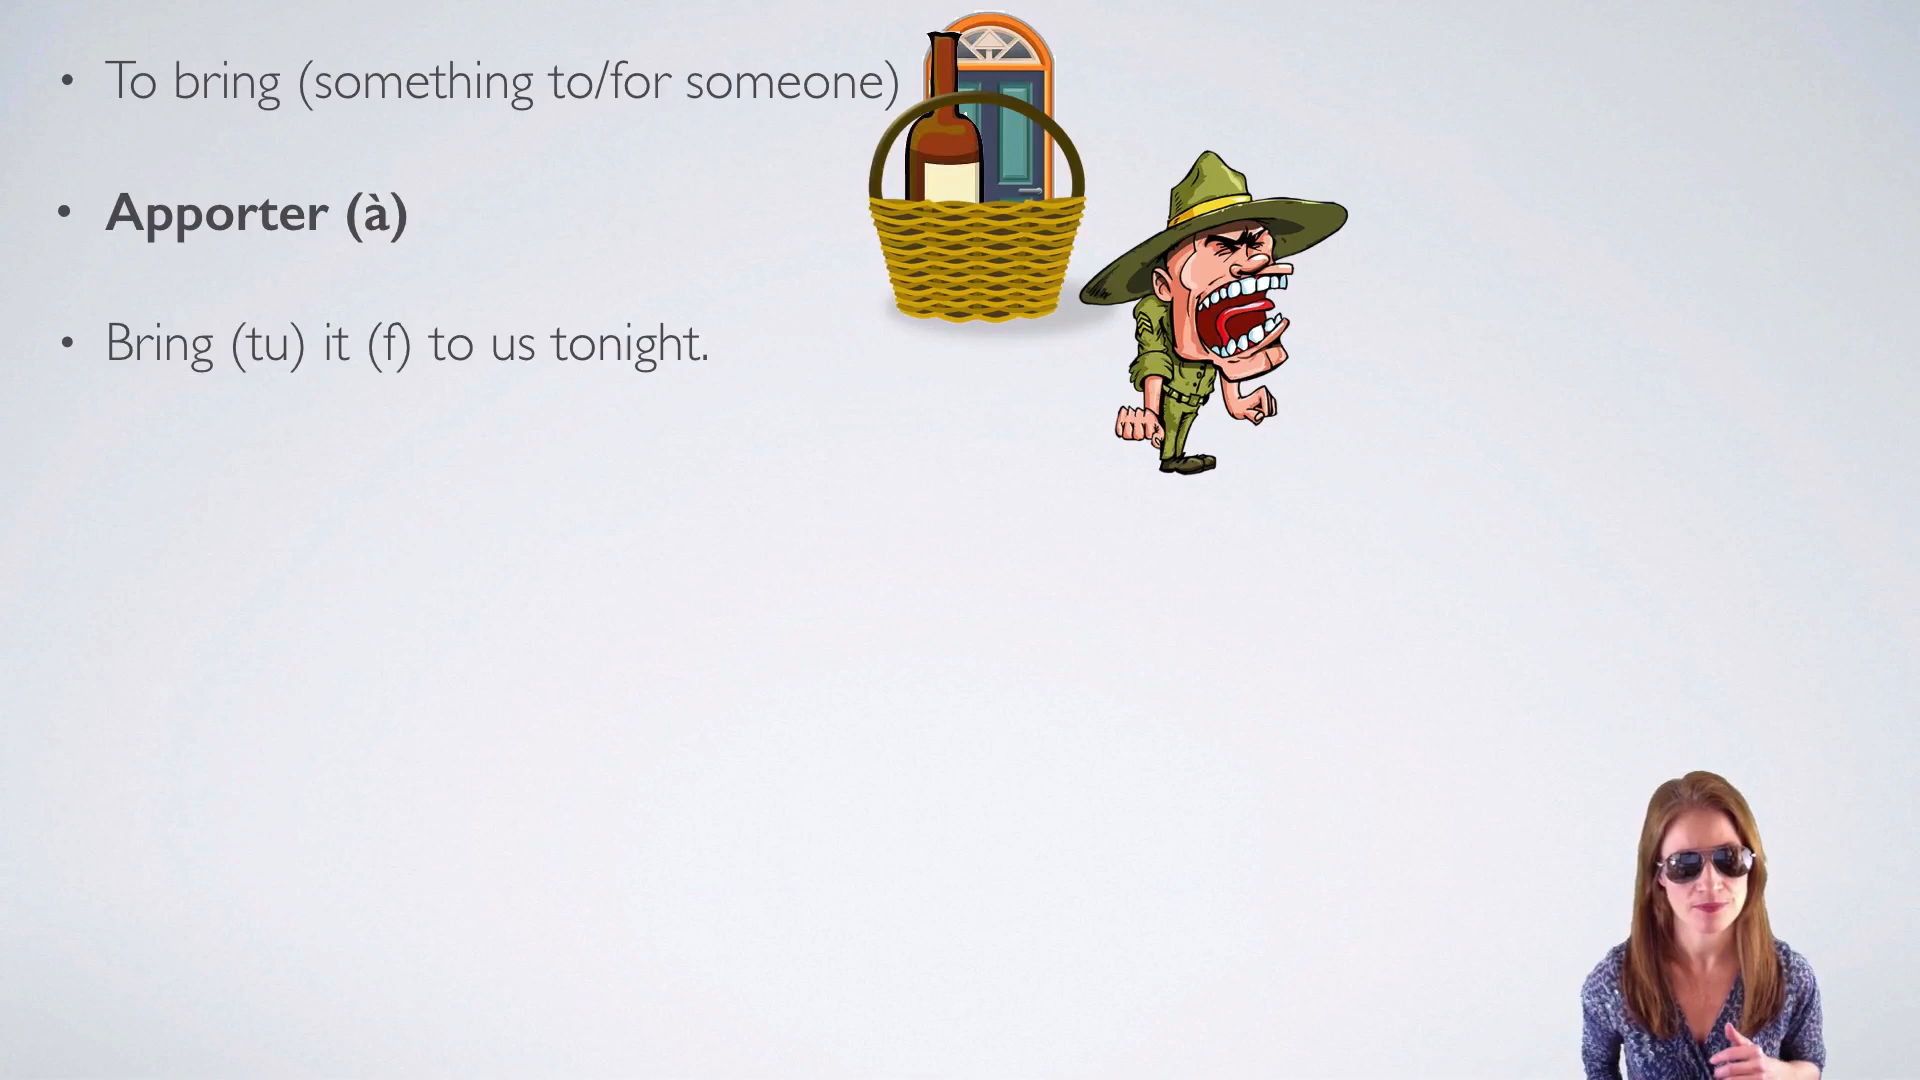 • To bring (something to/for someone)
• Apporter (à)
• Bring (tu) it (f) to us tonight.